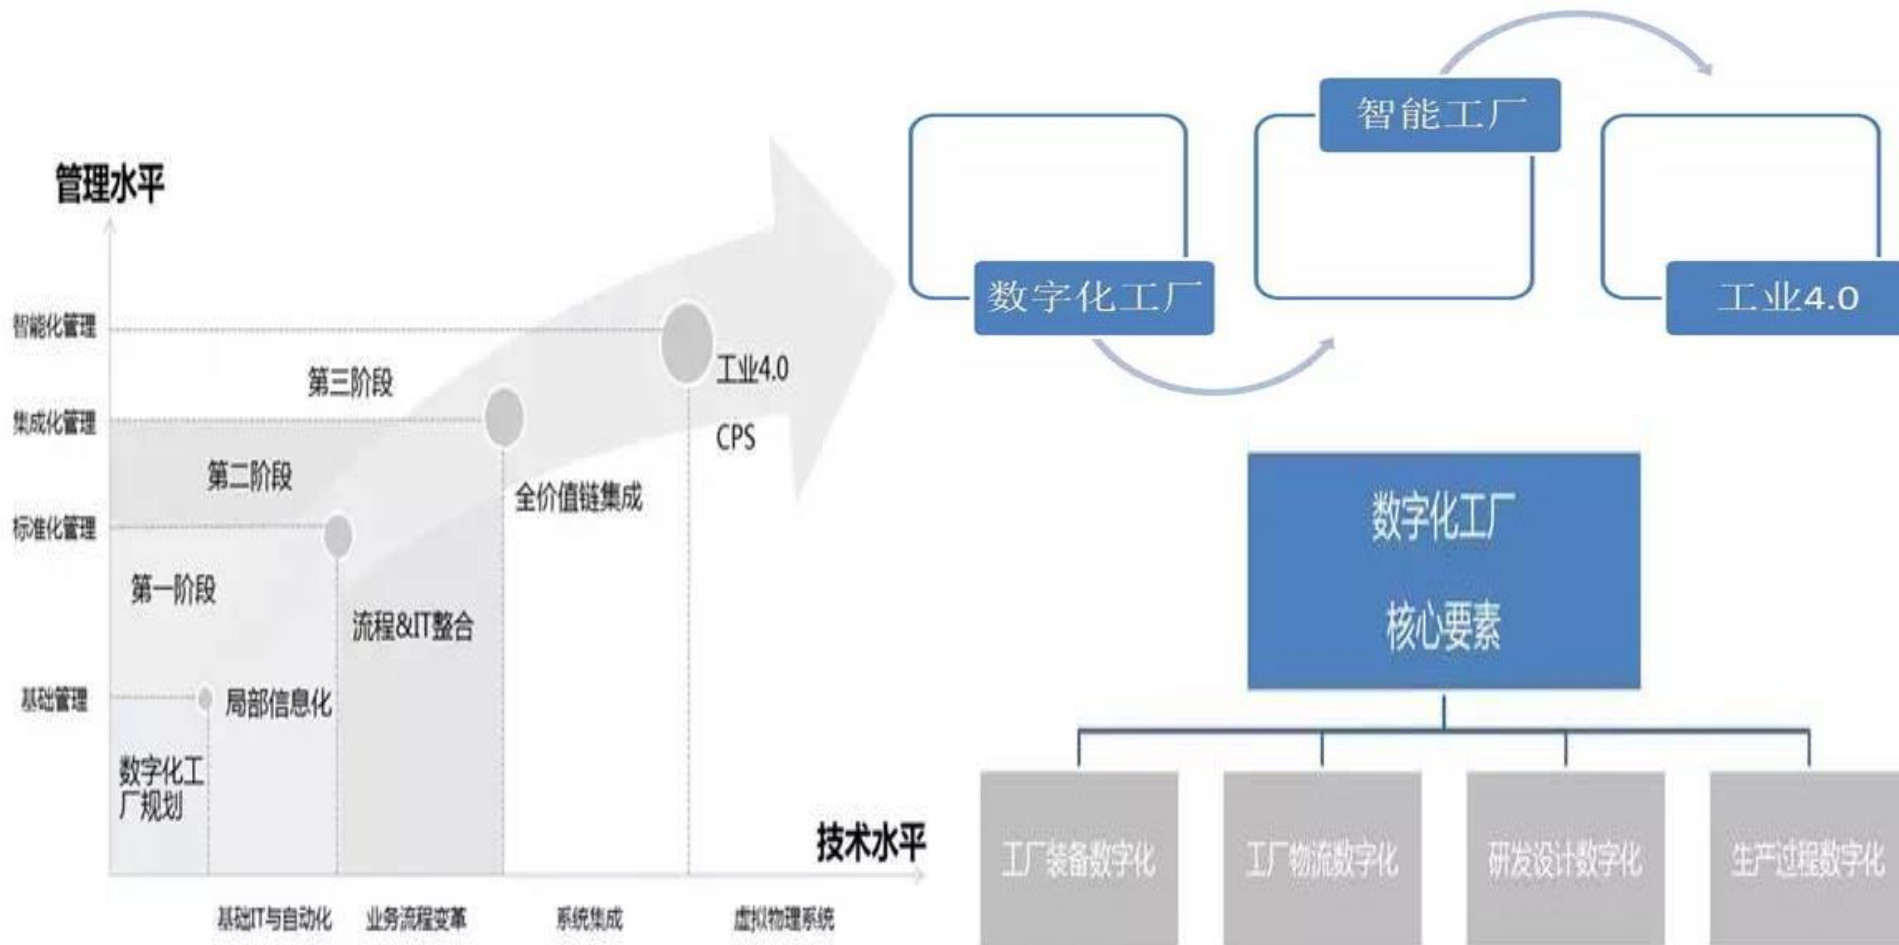 管理水平
智能化管理
集成化管理
标准化管理
基础管理
第三阶段
第二阶段
第一阶段
工业4.0
CPS
全价值链集成
流程&IT整合
局部信息化
数字化工
厂规划
技术水平
基础IT与自动化
业务流程变革
系统集成
虚拟物理系统
数字化工厂
智能工厂
工业4.0
数字化工厂
核心要素
工厂装备数字化
工厂物流数字化
研发设计数字化
生产过程数字化